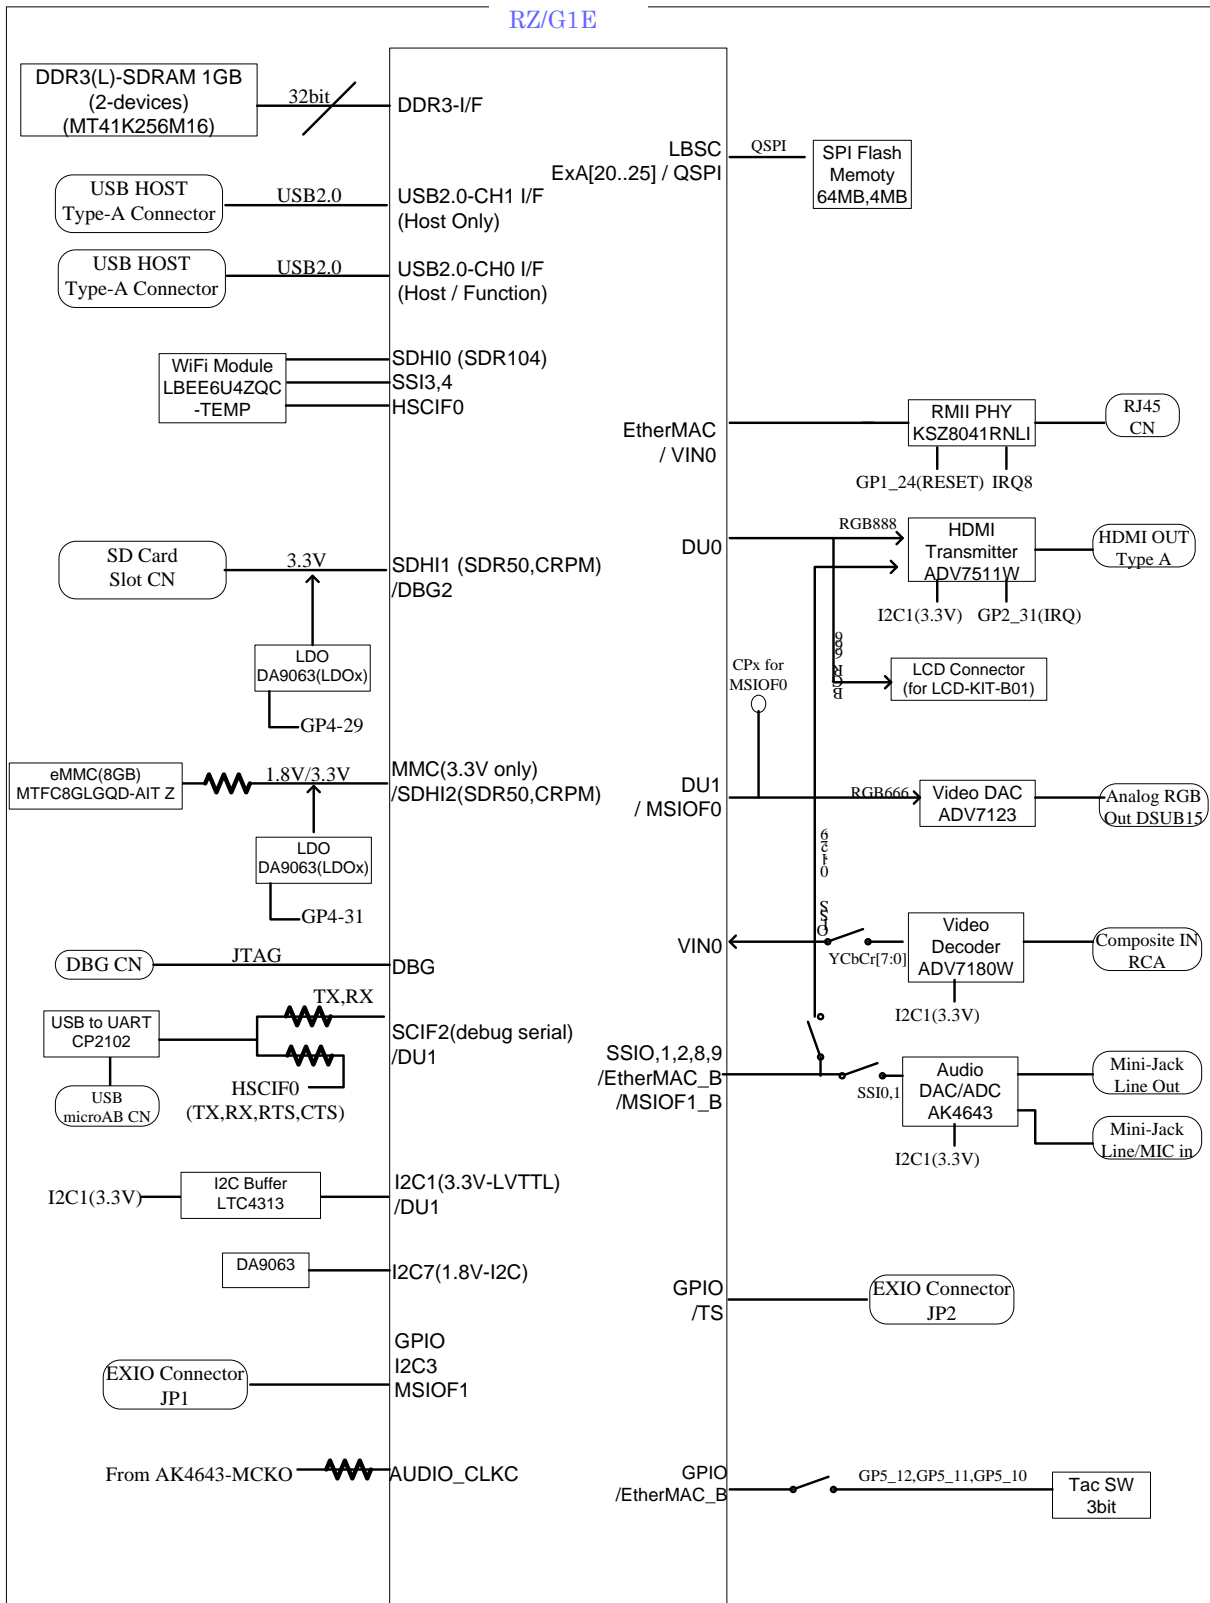 RZ/G1E
DDR3(L)-SDRAM 1GB
(2-devices)
(MT41K256M16)
32bit
DDR3-I/F
LBSC
ExA[20..25] / QSPI
QSPI
SPI Flash
Memoty
64MB,4MB
USB HOST
Type-A Connector
USB2.0
USB2.0-CH1 I/F
(Host Only)
USB HOST
Type-A Connector
USB2.0
USB2.0-CH0 I/F
(Host / Function)
WiFi Module
LBEE6U4ZQC
-TEMP
SDHI0 (SDR104)
SSI3,4
HSCIF0
EtherMAC
/ VIN0
RMII PHY
KSZ8041RNLI
RJ45
CN
GP1_24(RESET)
IRQ8
SD Card
Slot CN
3.3V
SDHI1 (SDR50,CRPM)
/DBG2
DU0
RGB888
HDMI
Transmitter
ADV7511W
HDMI OUT
Type A
I2C1(3.3V)
GP2_31(IRQ)
LDO
DA9063(LDOx)
GP4-29
RGB 666
CPx for
MSIOF0
LCD Connector
(for LCD-KIT-B01)
eMMC(8GB)
MTFC8GLGQD-AIT Z
1.8V/3.3V
MMC(3.3V only)
/SDHI2(SDR50,CRPM)
DU1
/ MSIOF0
RGB666
Video DAC
ADV7123
Analog RGB
Out DSUB15
LDO
DA9063(LDOx)
GP4-31
VIN0
YCbCr[7:0]
Video
Decoder
ADV7180W
Composite IN
RCA
I2C1(3.3V)
DBG CN
JTAG
DBG
USB to UART
CP2102
TX,RX
SCIF2(debug serial)
/DU1
USB
microAB CN
HSCIF0
(TX,RX,RTS,CTS)
SSIO,1,2,8,9
/EtherMAC_B
/MSIOF1_B
SSI0,1
Audio
DAC/ADC
AK4643
Mini-Jack
Line Out
Mini-Jack
Line/MIC in
I2C1(3.3V)
I2C1(3.3V)
I2C Buffer
LTC4313
I2C1(3.3V-LVTTL)
/DU1
DA9063
I2C7(1.8V-I2C)
GPIO
/TS
EXIO Connector
JP2
EXIO Connector
JP1
GPIO
I2C3
MSIOF1
From AK4643-MCKO
AUDIO_CLKC
GPIO
/EtherMAC_B
GP5_12,GP5_11,GP5_10
Tac SW
3bit